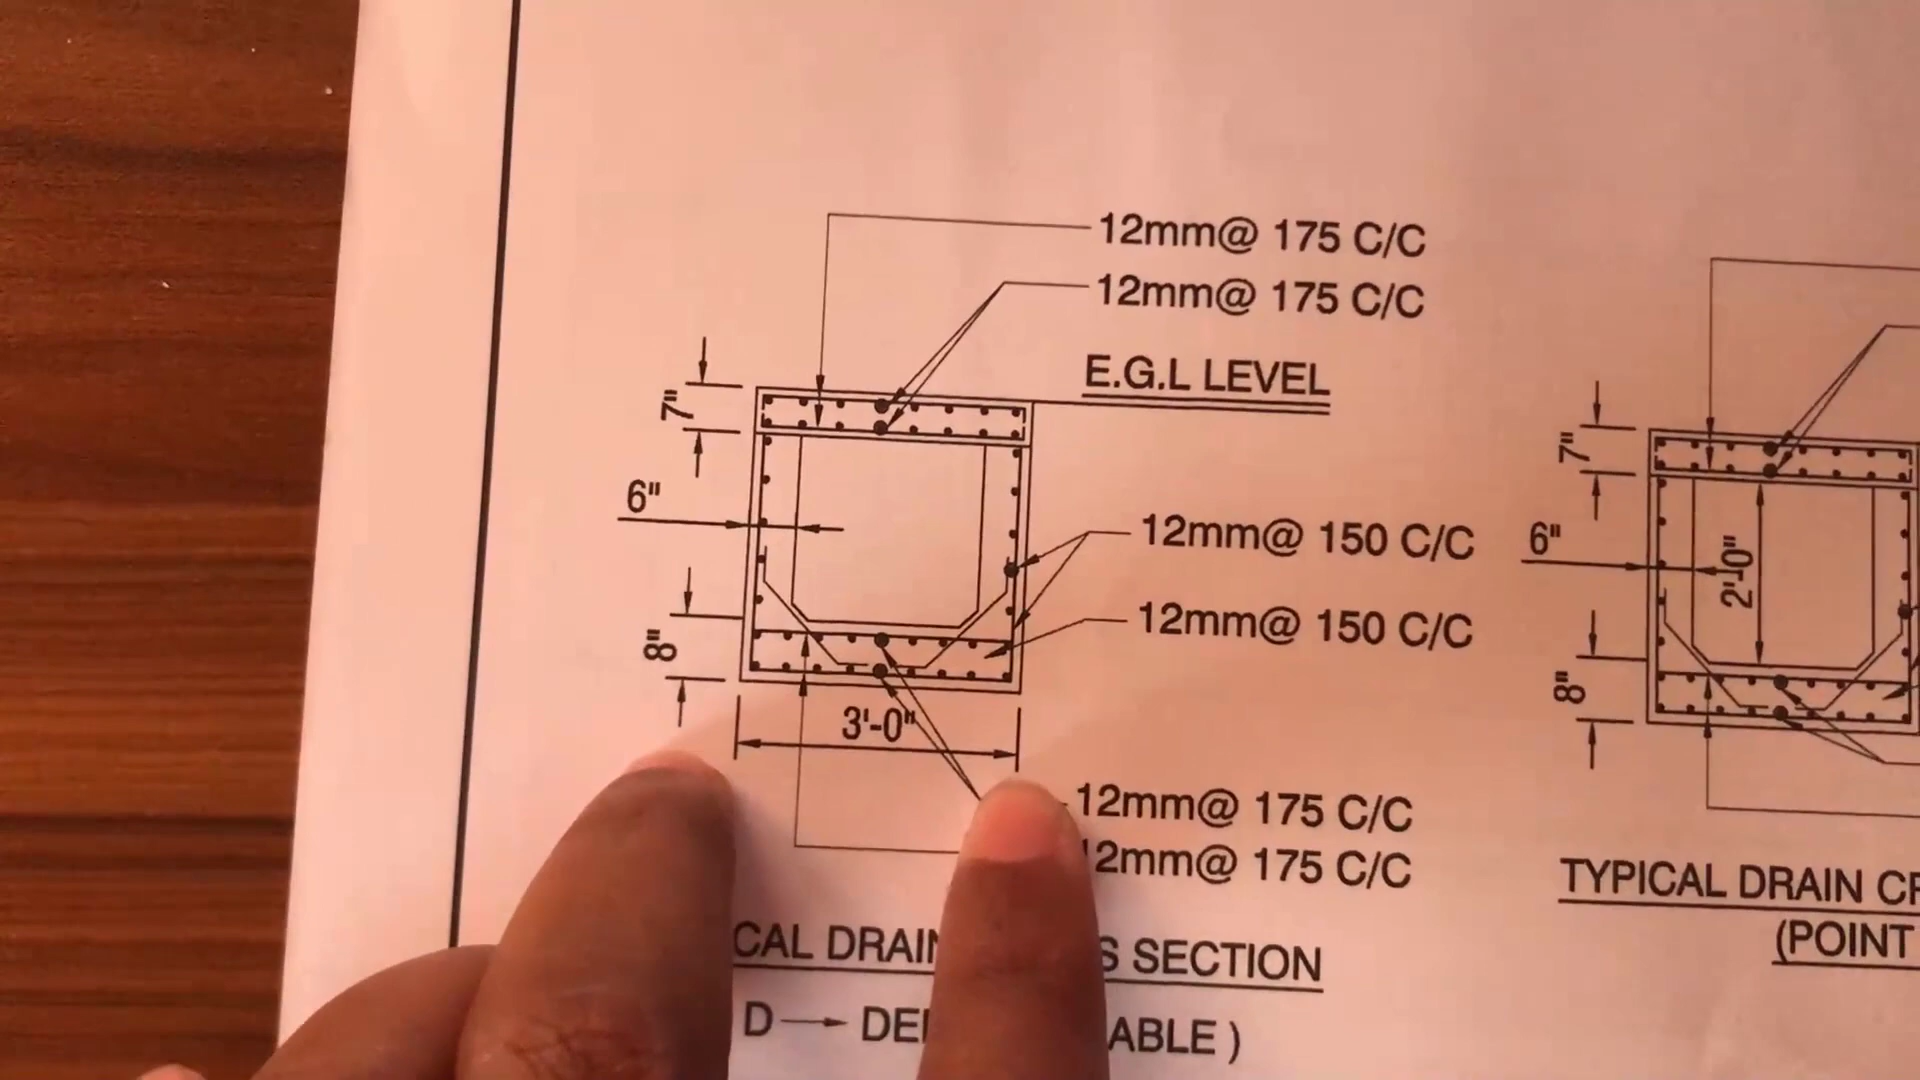 12mm@ 175 C/C
12mm@ 175 C/C
E.G.L LEVEL
7"
6"
12mm@ 150 C/C
12mm@ 150 C/C
8"
3'-0"
12mm@ 175 C/C
12mm@ 175 C/C
CAL DRAIN S SECTION
D → DE ABLE )
7"
6"
2'-0"
8"
TYPICAL DRAIN
(POINT